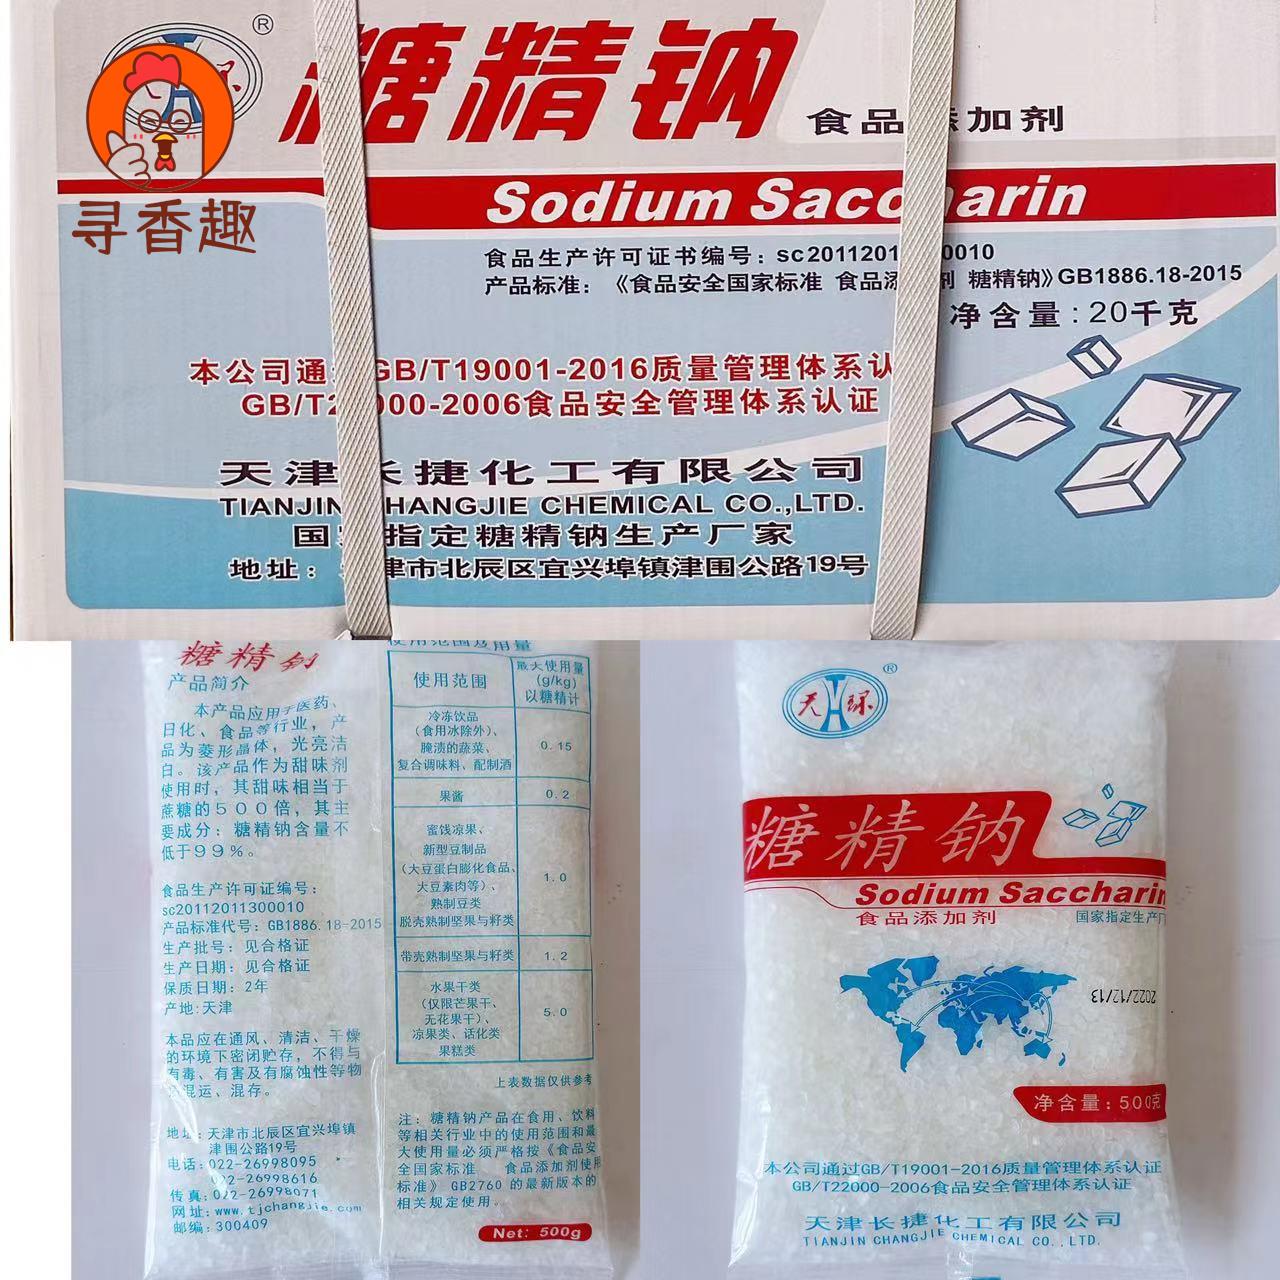 天环
®
寻香趣
糖精钠
食品添加剂
Sodium Saccharin
食品生产许可证书编号：sc2011201 0010
产品标准：《食品安全国家标准 食品添 剂 糖精钠》GB1886.18-2015
净含量：20千克
本公司通 GB/T19001-2016质量管理体系认
GB/T2 000-2006食品安全管理体系认证
天津长捷化工有限公司
TIANJIN CHANGJIE CHEMICAL CO.,LTD.
国家指定糖精钠生产厂家
地址： 津市北辰区宜兴埠镇津围公路19号
糖精钠
产品简介
本产品应用于医药、
日化、食品等行业，产
品为菱形晶体，光亮洁
白。该产品作为甜味剂
使用时，其甜味相当于
蔗糖的500倍，其主
要成分：糖精钠含量不
低于99%。
食品生产许可证编号：
sc20112011300010
产品标准代号：GB1886.18-2015
生产批号：见合格证
生产日期：见合格证
保质日期：2年
产地:天津
本品应在通风、清洁、干燥
的环境下密闭贮存，不得与
有毒、有害及有腐蚀性等物
混运、混存。
地址：天津市北辰区宜兴埠镇
津围公路19号
电话:022-26998095
022-26998616
传真:022-26998071
网址:www.tjchangjie.com
邮编:300409
使用范围及用量
使用范围
最大使用量
(g/kg)
以糖精计
冷冻饮品
（食用冰除外）、
腌渍的蔬菜、
复合调味料、配制酒
0.15
果酱
0.2
蜜饯凉果、
新型豆制品
（大豆蛋白膨化食品、
大豆素肉等）、
熟制豆类
脱壳熟制坚果与籽类
1.0
带壳熟制坚果与籽类
1.2
水果干类
（仅限芒果干、
无花果干）、
凉果类、话化类
果糕类
5.0
上表数据仅供参考
注：糖精钠产品在食用、饮料
等相关行业中的使用范围和最
大使用量必须严格按《食品安
全国家标准 食品添加剂使用
标准》GB2760 的最新版本的
相关规定使用。
Net: 500g
天环
®
糖精钠
Sodium Saccharin
食品添加剂
国家指定生产厂
2022/12/13
净含量：500克
本公司通过GB/T19001-2016质量管理体系认证
GB/T22000-2006食品安全管理体系认证
天津长捷化工有限公司
TIANJIN CHANGJIE CHEMICAL CO.,LTD.